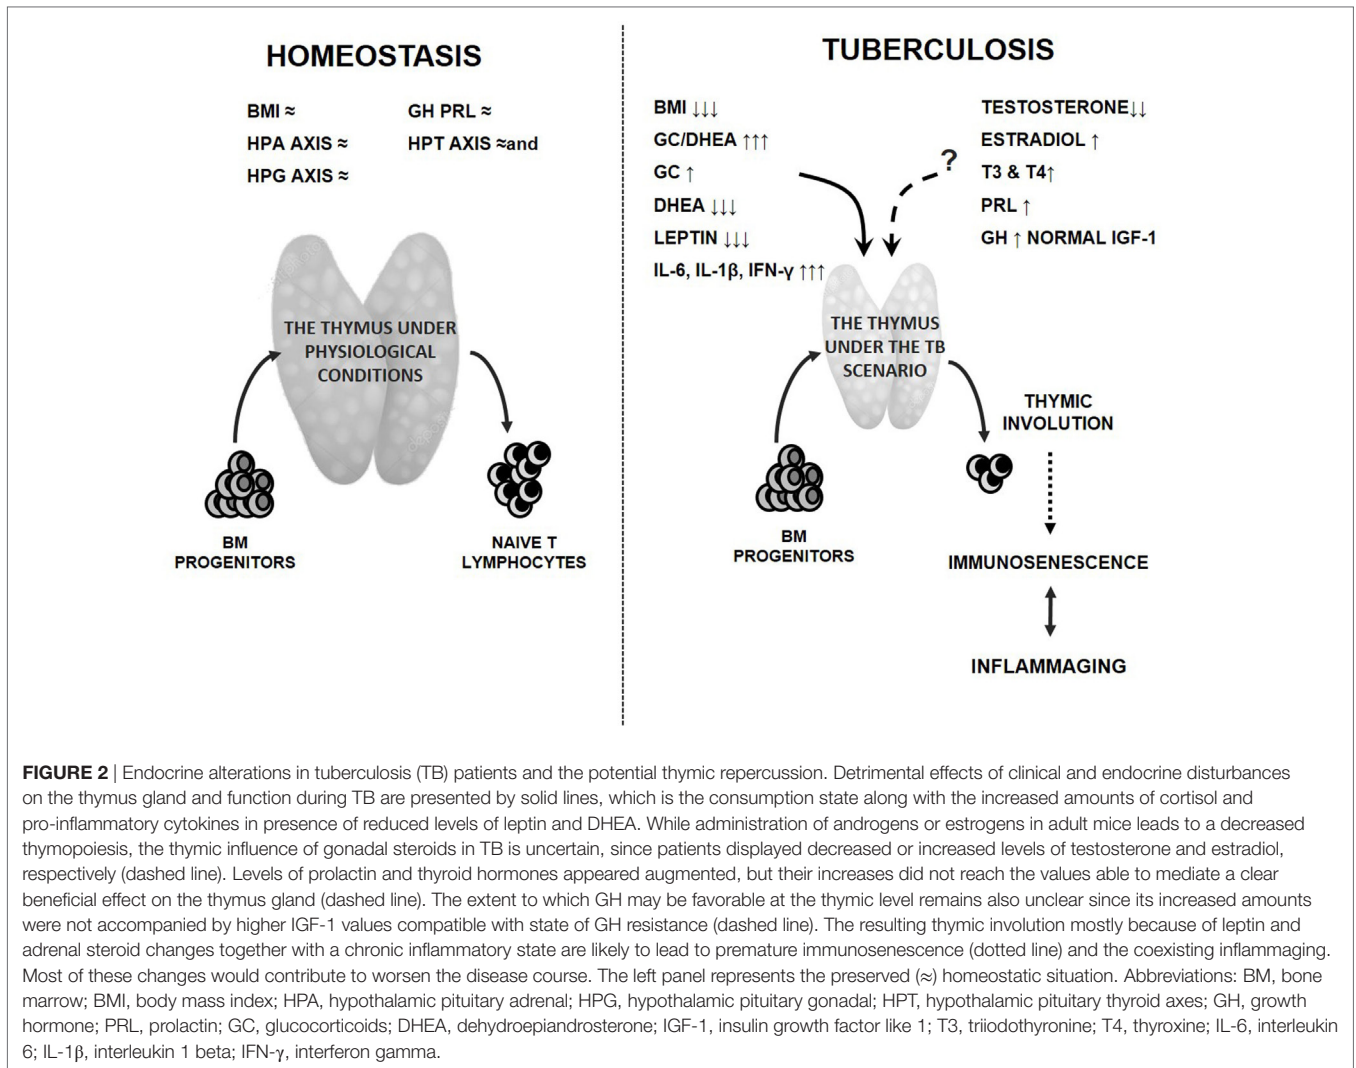 HOMEOSTASIS
BMI ≈
GH PRL ≈
HPA AXIS ≈
HPT AXIS ≈and
HPG AXIS ≈
THE THYMUS UNDER
PHYSIOLOGICAL
CONDITIONS
BM
PROGENITORS
NAIVE T
LYMPHOCYTES
TUBERCULOSIS
BMI ↓↓↓
GC/DHEA ↑↑↑
GC ↑
DHEA ↓↓↓
LEPTIN ↓↓↓
IL-6, IL-1β, IFN-γ ↑↑↑
?
TESTOSTERONE↓↓
ESTRADIOL ↑
T3 & T4↑
PRL ↑
GH ↑ NORMAL IGF-1
THE THYMUS
UNDER THE TB
SCENARIO
BM
PROGENITORS
THYMIC
INVOLUTION
IMMUNOSENESCENCE
INFLAMMAGING
FIGURE 2 | Endocrine alterations in tuberculosis (TB) patients and the potential thymic repercussion. Detrimental effects of clinical and endocrine disturbances
on the thymus gland and function during TB are presented by solid lines, which is the consumption state along with the increased amounts of cortisol and
pro-inflammatory cytokines in presence of reduced levels of leptin and DHEA. While administration of androgens or estrogens in adult mice leads to a decreased
thymopoiesis, the thymic influence of gonadal steroids in TB is uncertain, since patients displayed decreased or increased levels of testosterone and estradiol,
respectively (dashed line). Levels of prolactin and thyroid hormones appeared augmented, but their increases did not reach the values able to mediate a clear
beneficial effect on the thymus gland (dashed line). The extent to which GH may be favorable at the thymic level remains also unclear since its increased amounts
were not accompanied by higher IGF-1 values compatible with state of GH resistance (dashed line). The resulting thymic involution mostly because of leptin and
adrenal steroid changes together with a chronic inflammatory state are likely to lead to premature immunosenescence (dotted line) and the coexisting inflammaging.
Most of these changes would contribute to worsen the disease course. The left panel represents the preserved (≈) homeostatic situation. Abbreviations: BM, bone
marrow; BMI, body mass index; HPA, hypothalamic pituitary adrenal; HPG, hypothalamic pituitary gonadal; HPT, hypothalamic pituitary thyroid axes; GH, growth
hormone; PRL, prolactin; GC, glucocorticoids; DHEA, dehydroepiandrosterone; IGF-1, insulin growth factor like 1; T3, triiodothyronine; T4, thyroxine; IL-6, interleukin
6; IL-1β, interleukin 1 beta; IFN-γ, interferon gamma.